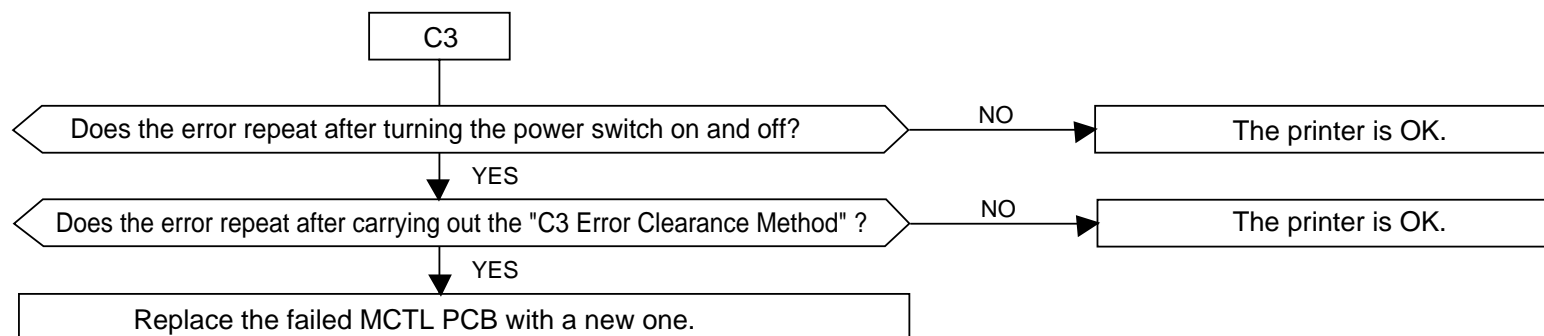 C3
Does the error repeat after turning the power switch on and off?
NO
The printer is OK.
YES
Does the error repeat after carrying out the "C3 Error Clearance Method" ?
NO
The printer is OK.
YES
Replace the failed MCTL PCB with a new one.